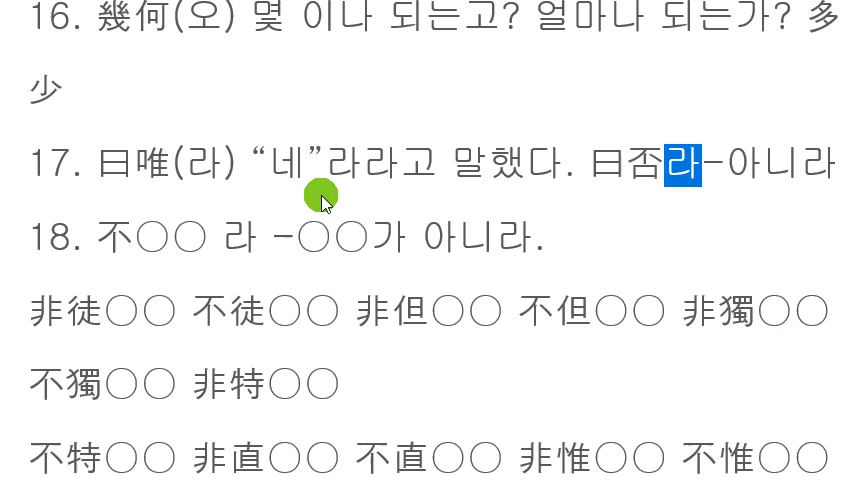 16. 幾何(오) 몇 이나 되는고? 얼마나 되는가? 多
少
17. 曰唯(라) “네”라라고 말했다. 曰否라-아니라
18. 不○○ 라 -○○가 아니라.
非徒○○ 不徒○○ 非但○○ 不但○○ 非獨○○
不獨○○ 非特○○
不特○○ 非直○○ 不直○○ 非惟○○ 不惟○○